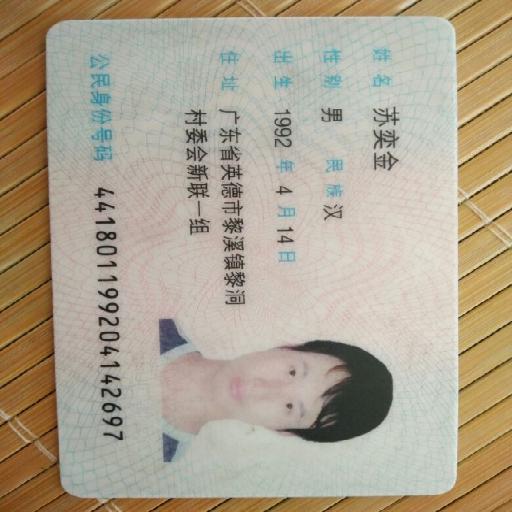 姓名 苏奕金
性别 男 民族 汉
出生 1992 年 4 月 14 日
住址 广东省英德市黎溪镇黎洞
村委会新联一组
公民身份号码 441801199204142697